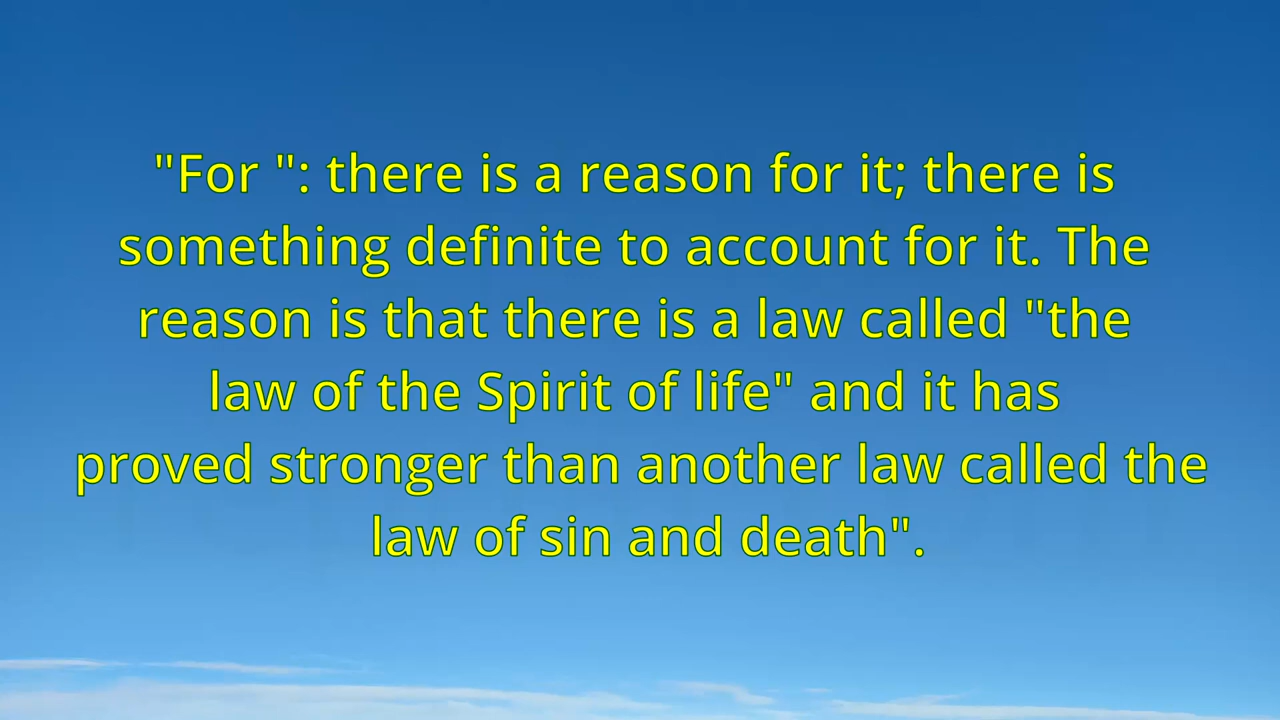 "For ": there is a reason for it; there is
something definite to account for it. The
reason is that there is a law called "the
law of the Spirit of life" and it has
proved stronger than another law called the
law of sin and death".